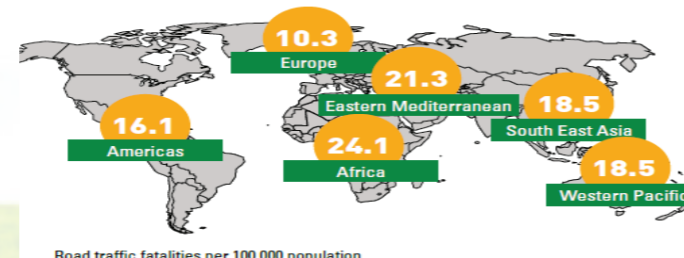 10.3
Europe
21.3
Eastern Mediterranean
18.5
South East Asia
16.1
Americas
24.1
Africa
18.5
Western Pacific
Road traffic fatalities per 100 000 population